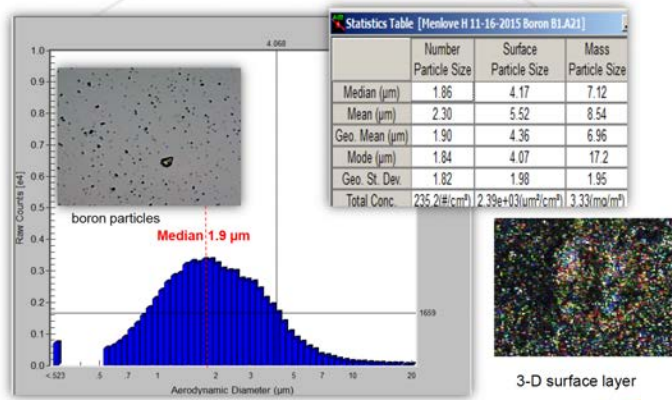 4.068
1.0
0.9
0.8
0.7
0.6
0.5
0.4
0.3
0.2
0.1
0.0
Raw Counts [e4]
boron particles
Median 1.9 µm
1659
<.523
.5
.7
1
2
3
5
7
10
20
Aerodynamic Diameter (µm)
Statistics Table [Menlove H 11-16-2015 Boron B1.A21]
Number Particle Size Surface Particle Size Mass Particle Size
Median (µm) 1.86 4.17 7.12
Mean (µm) 2.30 5.52 8.54
Geo. Mean (µm) 1.90 4.36 6.96
Mode (µm) 1.84 4.07 17.2
Geo. St. Dev. 1.82 1.98 1.95
Total Conc. 235.2(#/cm³) 2.39e+03(µm²/cm³) 3.33(mg/m³)
3-D surface layer